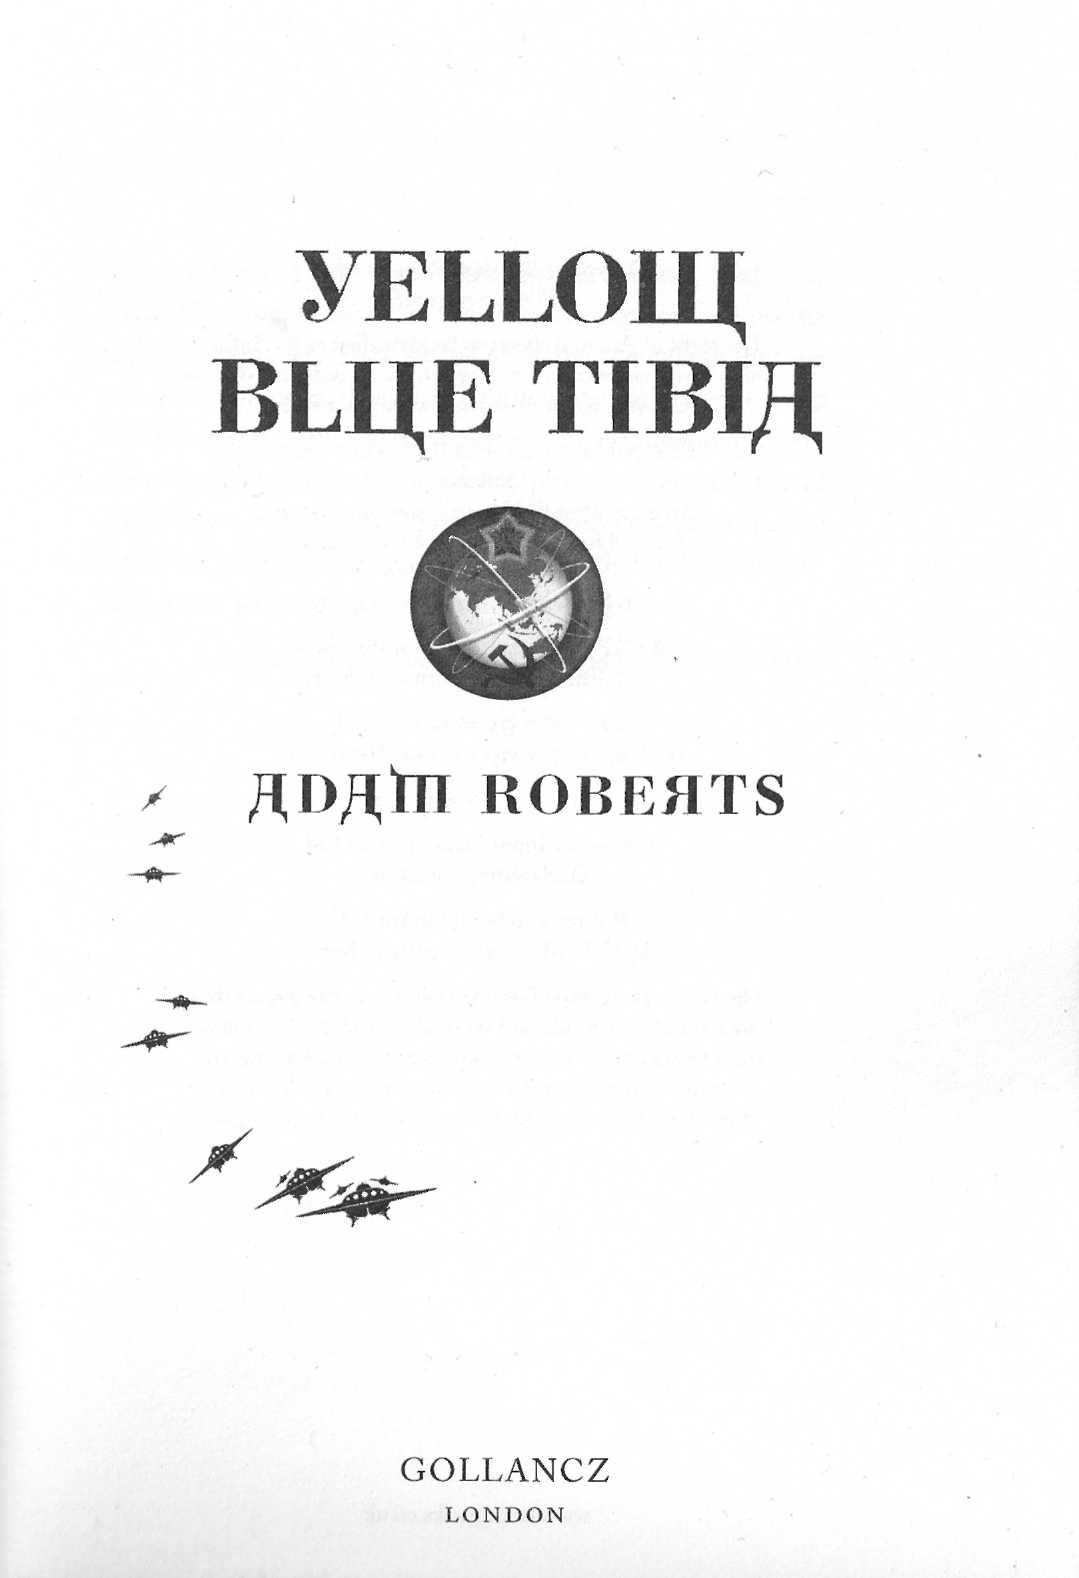 YELLOW
BLUE TIBIA
ADAM ROBERTS
GOLLANCZ
LONDON